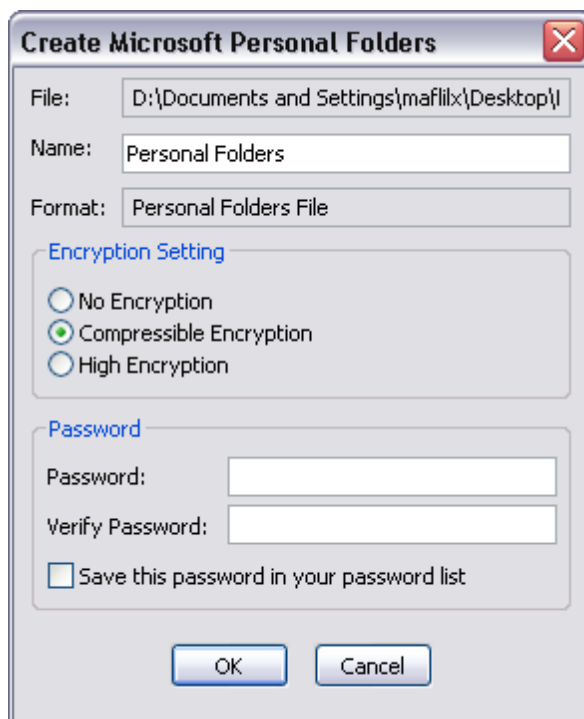 Create Microsoft Personal Folders
File: D:\Documents and Settings\maflilx\Desktop\
Name: Personal Folders
Format: Personal Folders File
Encryption Setting
No Encryption
Compressible Encryption
High Encryption
Password
Password:
Verify Password:
Save this password in your password list
OK Cancel